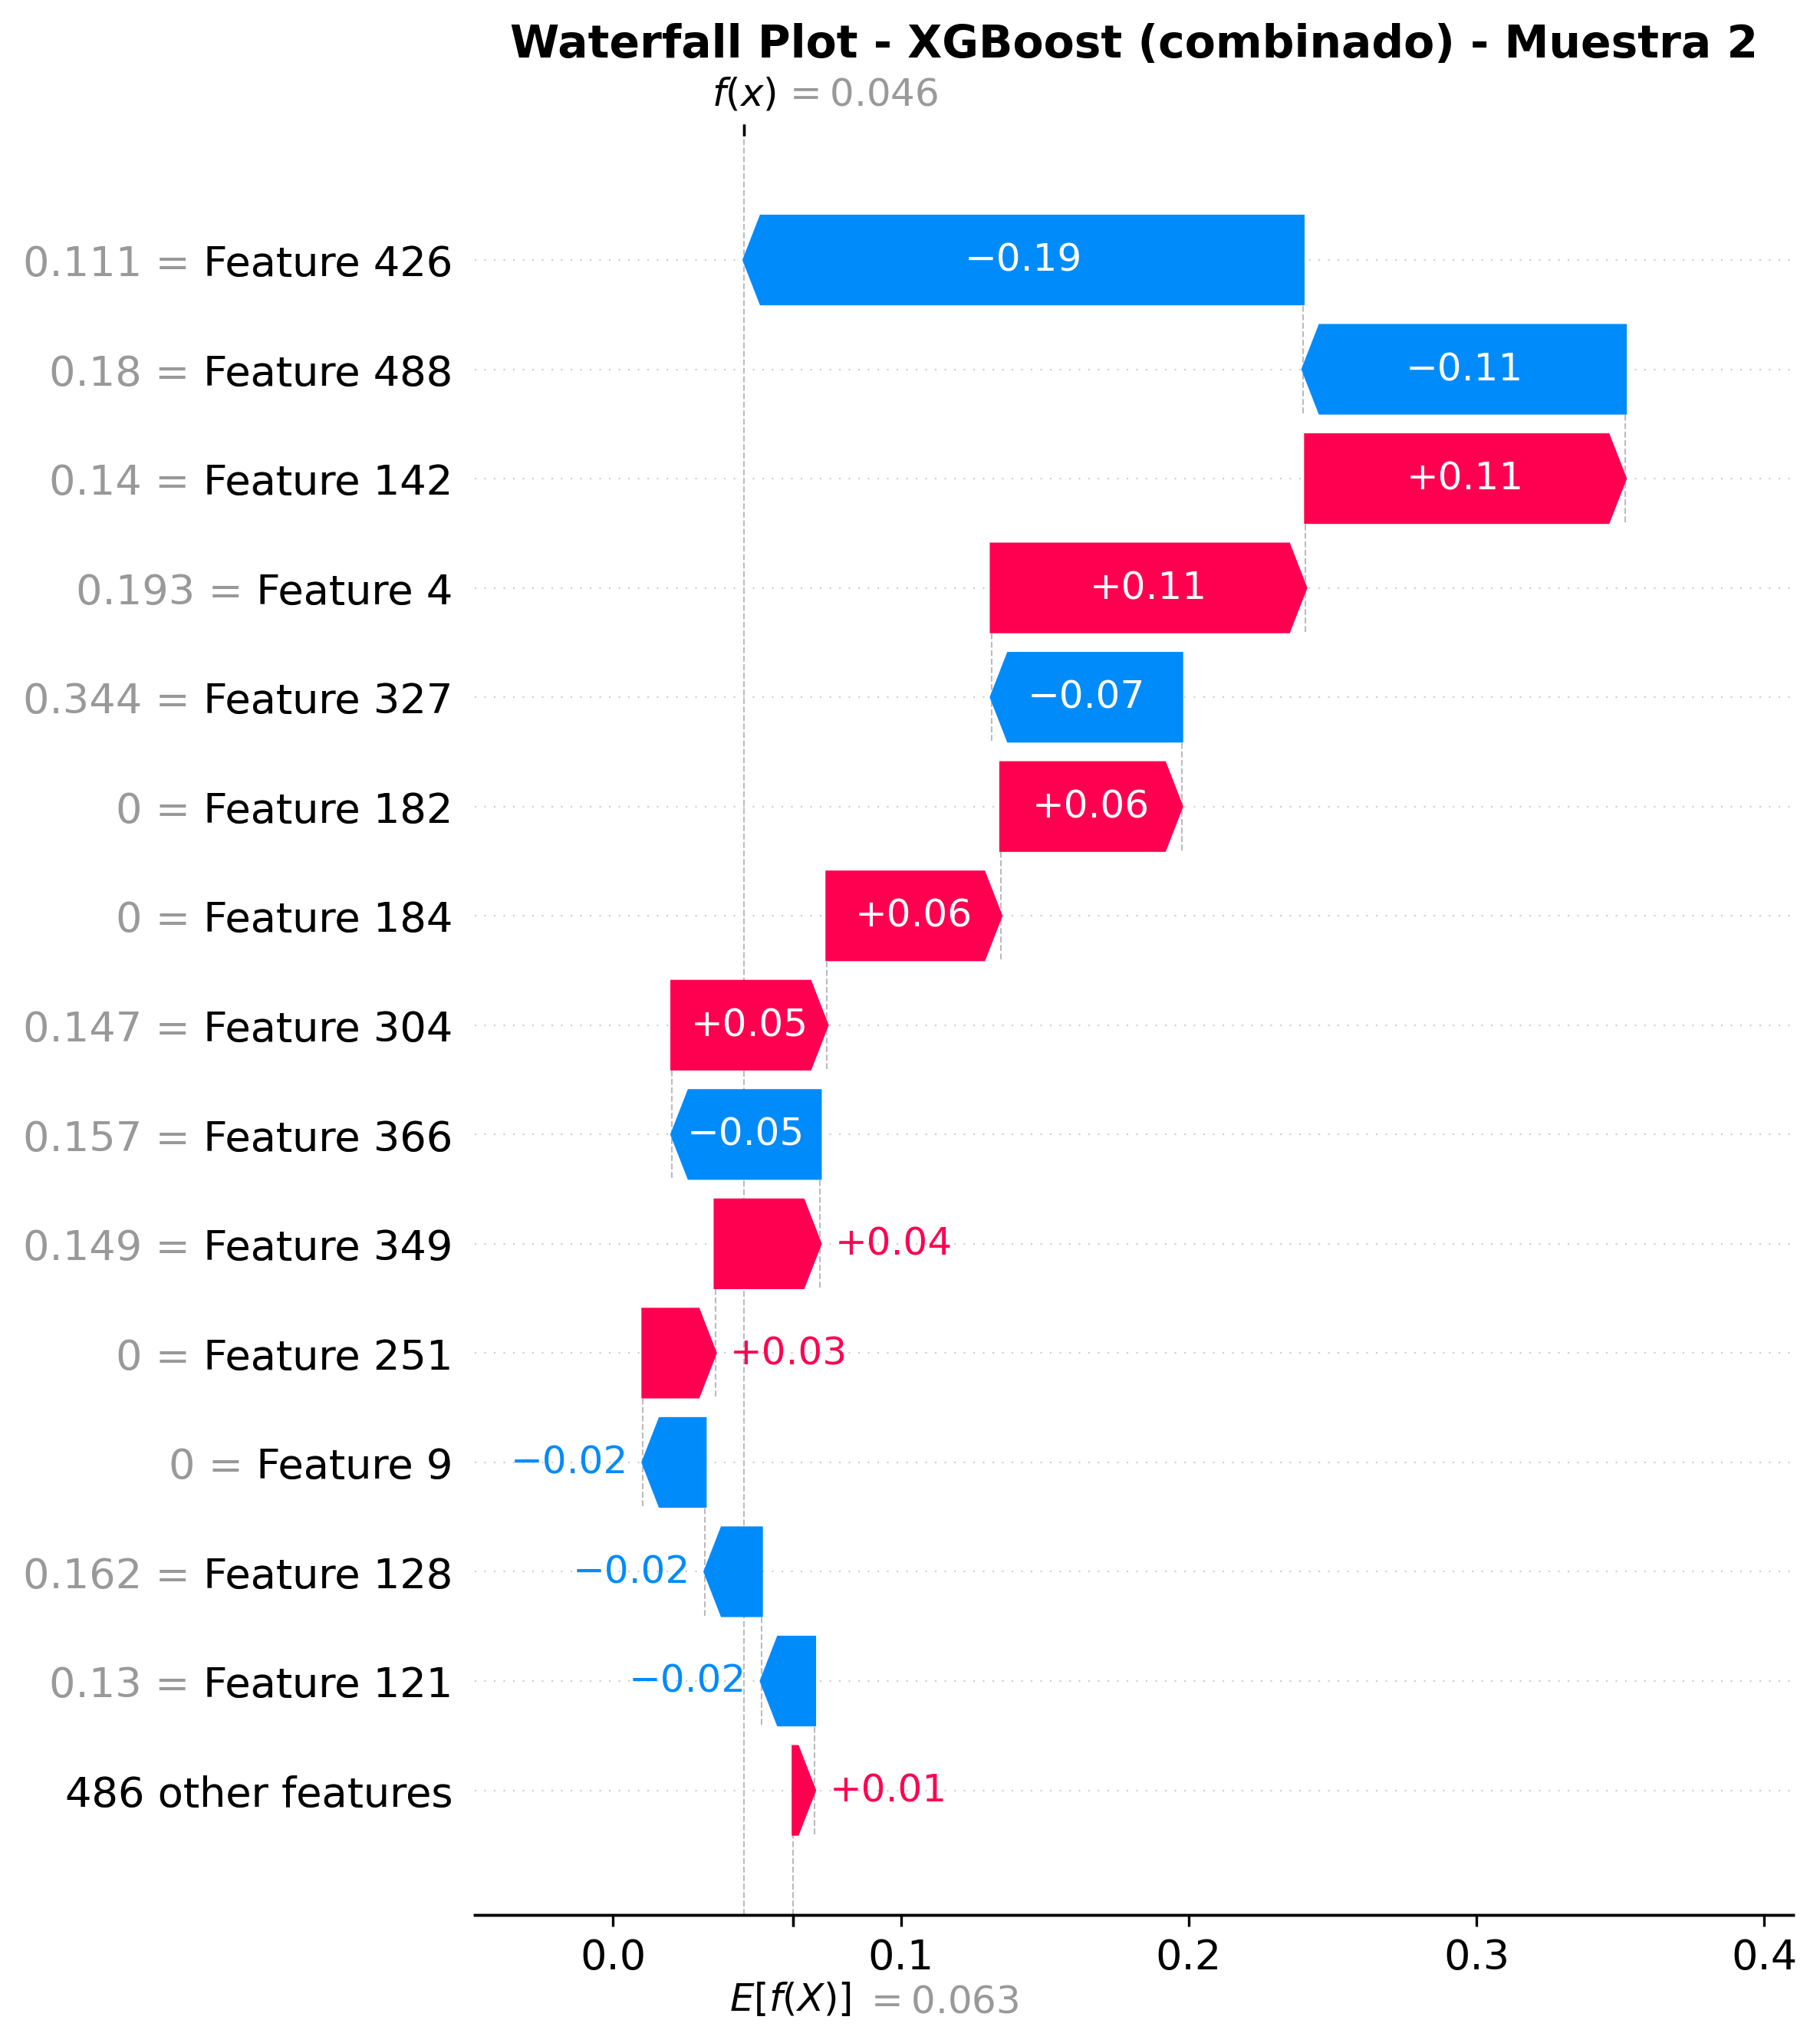 Waterfall Plot - XGBoost (combinado) - Muestra 2
f(x) = 0.046
0.111 = Feature 426 −0.19
0.18 = Feature 488 −0.11
0.14 = Feature 142 +0.11
0.193 = Feature 4 +0.11
0.344 = Feature 327 −0.07
0 = Feature 182 +0.06
0 = Feature 184 +0.06
0.147 = Feature 304 +0.05
0.157 = Feature 366 −0.05
0.149 = Feature 349 +0.04
0 = Feature 251 +0.03
0 = Feature 9 −0.02
0.162 = Feature 128 −0.02
0.13 = Feature 121 −0.02
486 other features +0.01
0.0 0.1 0.2 0.3 0.4
E[f(X)] = 0.063